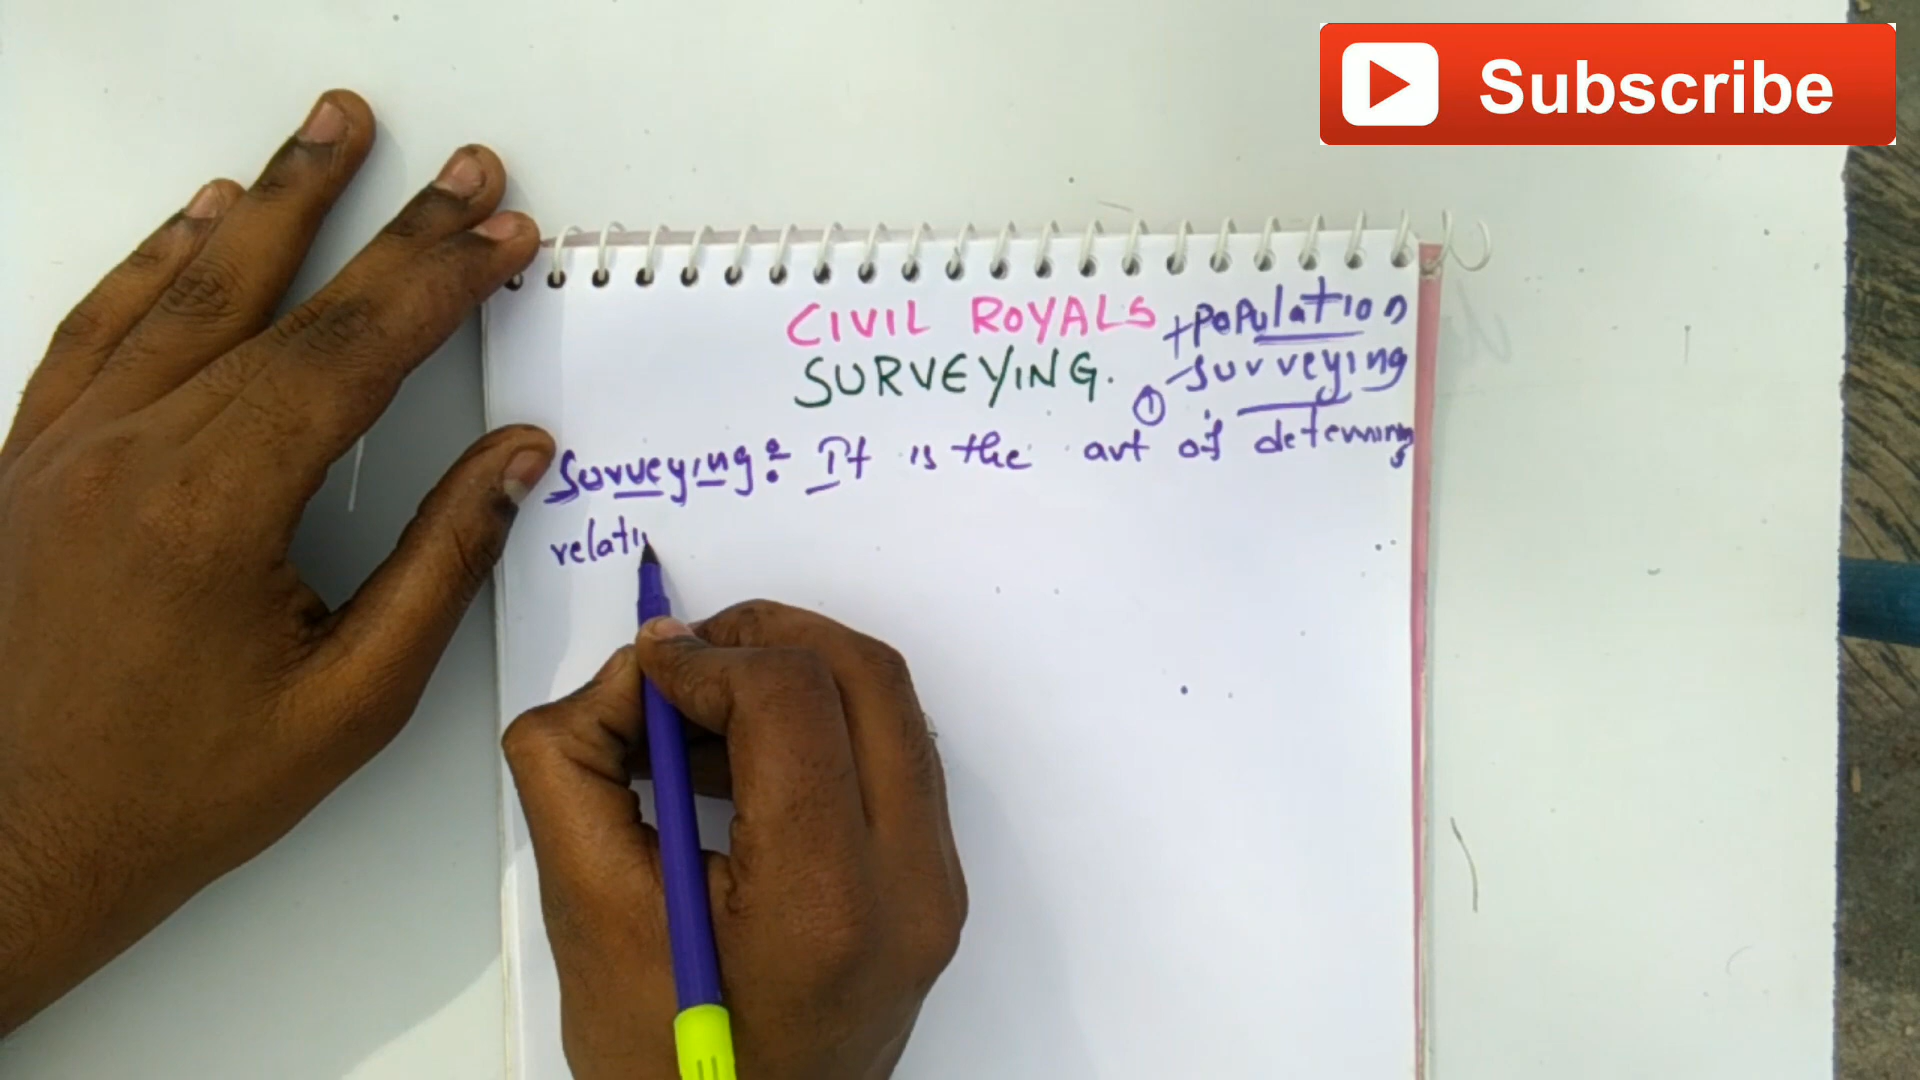 Subscribe
CIVIL ROYALS
+population
SURVEYING.
-surveying
①
Surveying: It is the art of determining
relati